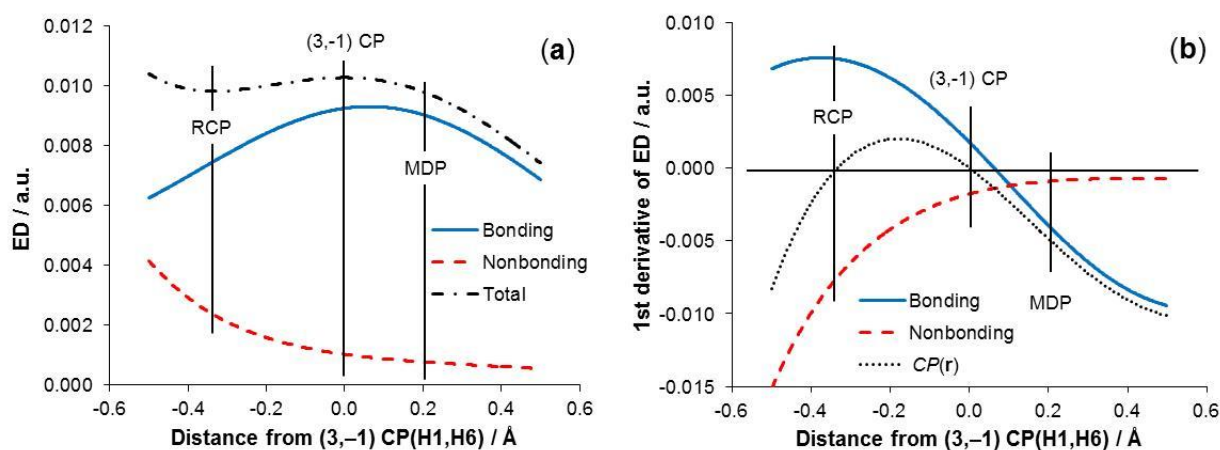 (a)
ED / a.u.
0.012
0.010
0.008
0.006
0.004
0.002
0.000
(3,-1) CP
RCP
MDP
Bonding
Nonbonding
Total
-0.6 -0.4 -0.2 0.0 0.2 0.4 0.6
Distance from (3,–1) CP(H1,H6) / Å
(b)
1st derivative of ED / a.u.
0.010
0.005
0.000
-0.005
-0.010
-0.015
(3,-1) CP
RCP
MDP
Bonding
Nonbonding
CP(r)
-0.6 -0.4 -0.2 0.0 0.2 0.4 0.6
Distance from (3,–1) CP(H1,H6) / Å